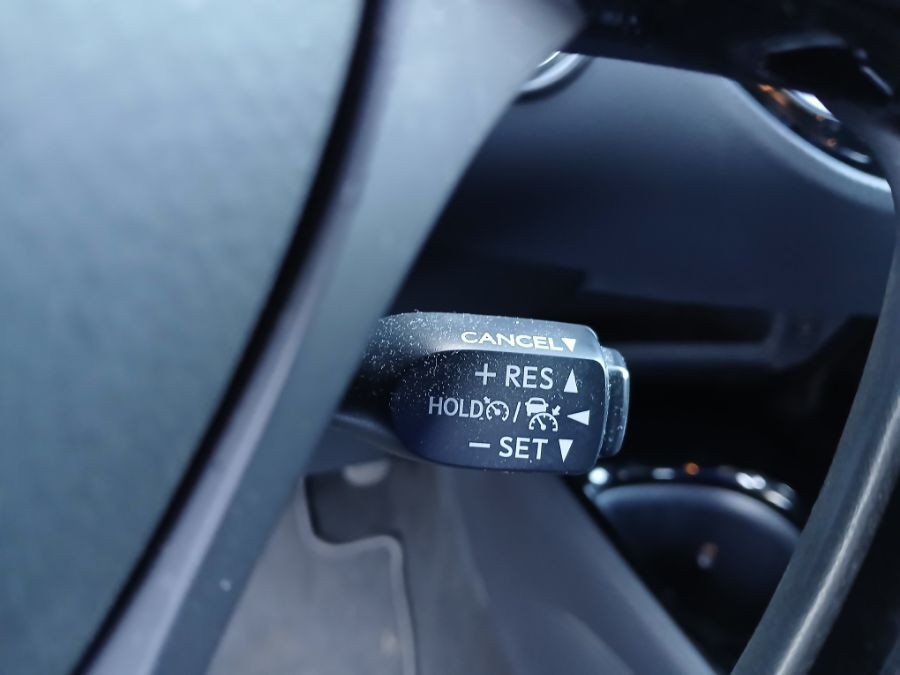 CANCEL▼
+ RES ▲
HOLD / ◀
− SET ▼